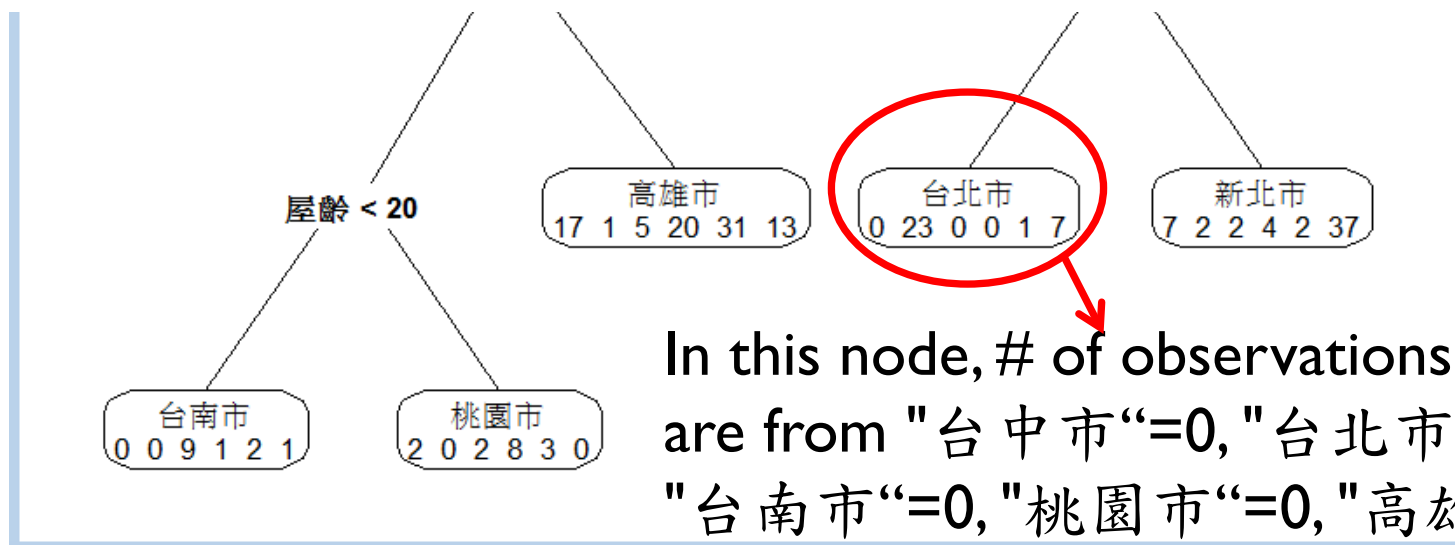 高雄市
17 1 5 20 31 13
台北市
0 23 0 0 1 7
新北市
7 2 2 4 2 37
屋齡 < 20
台南市
0 0 9 1 2 1
桃園市
2 0 2 8 3 0
In this node, # of observations
are from "台中市“=0, "台北市
"台南市“=0, "桃園市“=0, "高雄